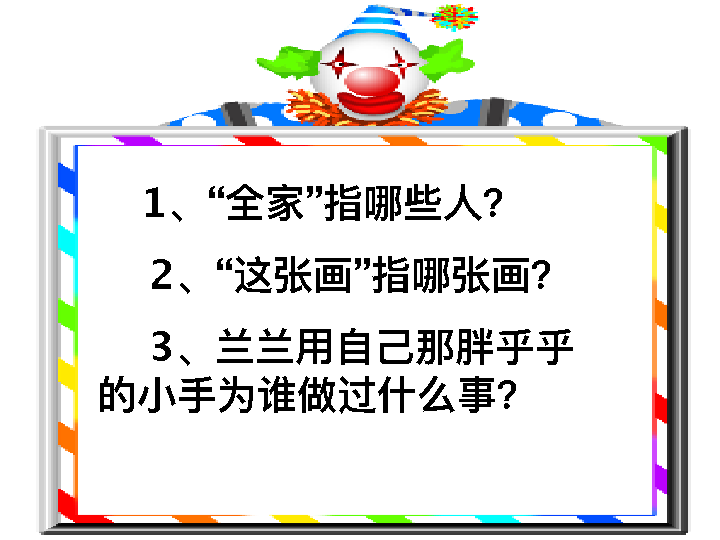 1、“全家”指哪些人?
2、“这张画”指哪张画?
3、兰兰用自己那胖乎乎
的小手为谁做过什么事?